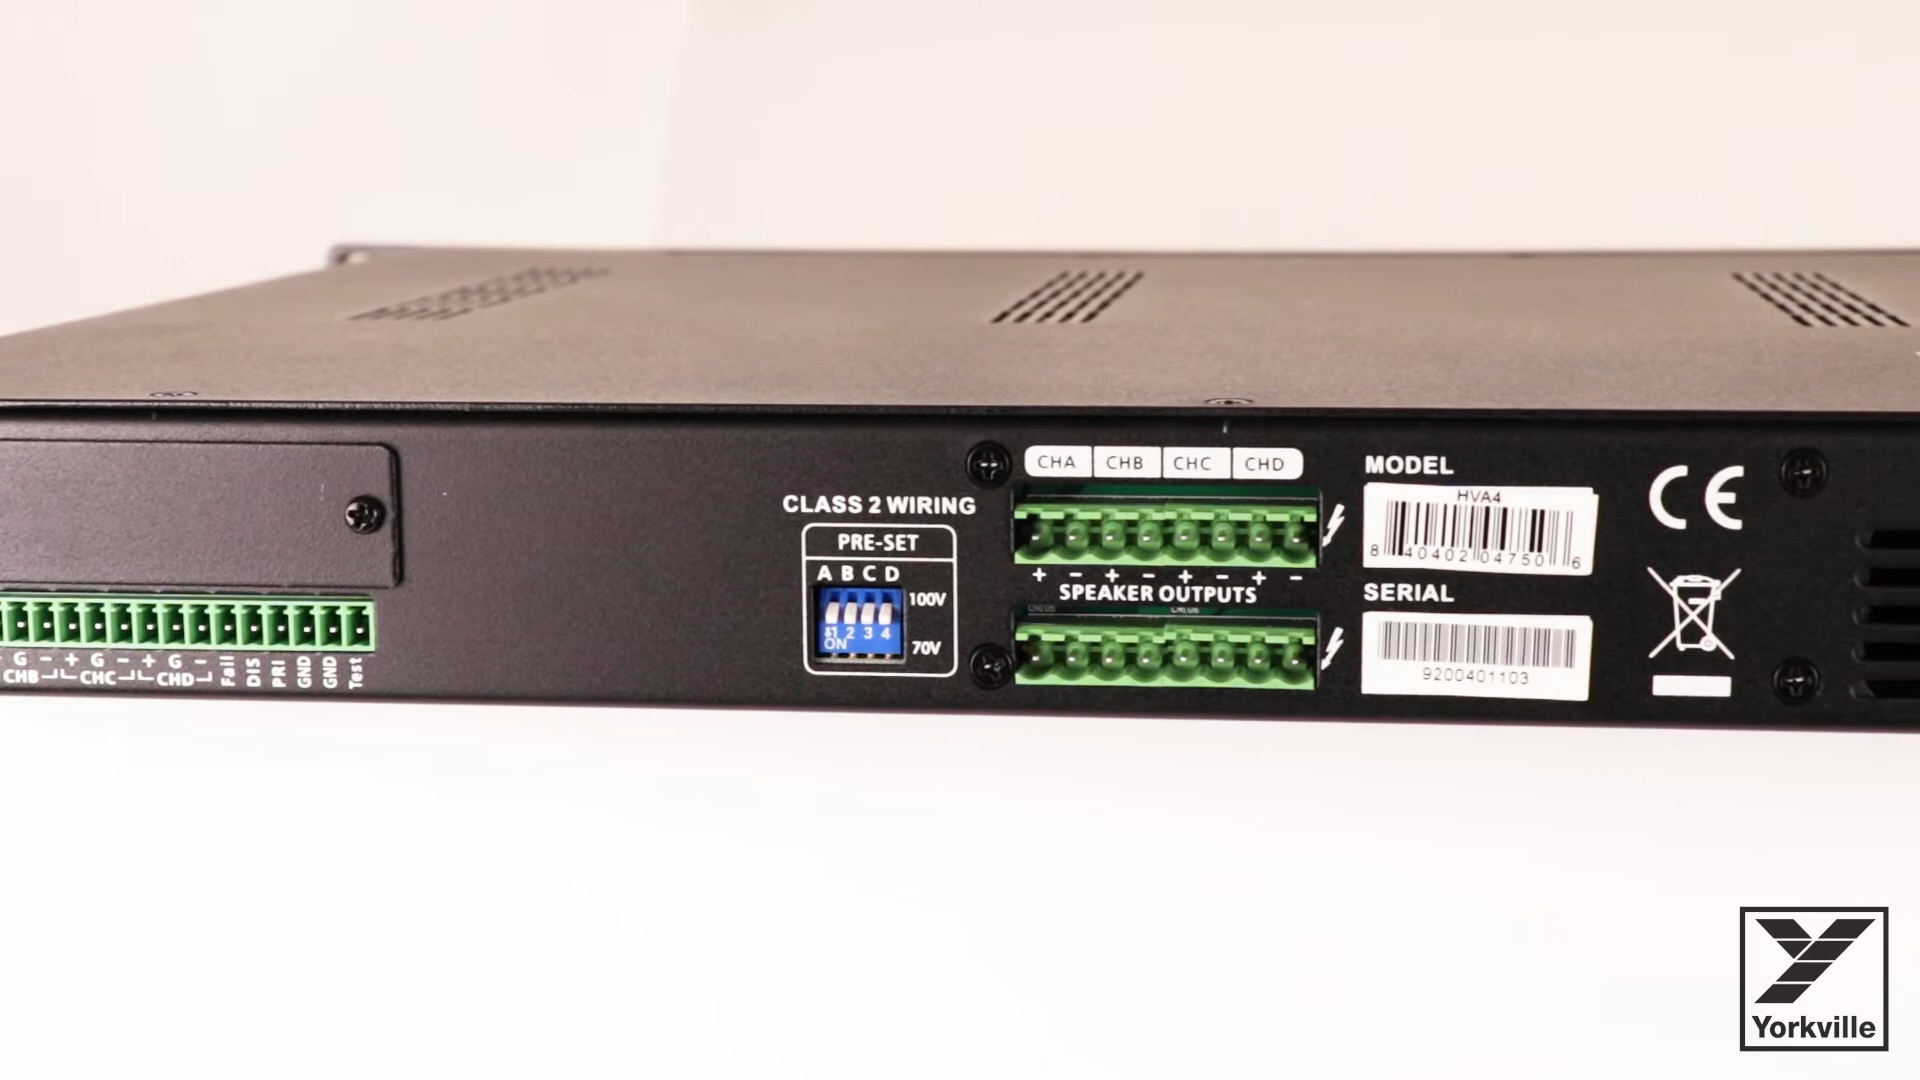 CHA CHB CHC CHD
CLASS 2 WIRING
PRE-SET
A B C D
100V
1 2 3 4
ON
70V
+ - + - + - + -
SPEAKER OUTPUTS
MODEL
HVA4
8 40402 04750 6
SERIAL
9200401103
CE
G - + G - + G - Fail DIS PRI GND GND Test
CHB CHC CHD
Yorkville